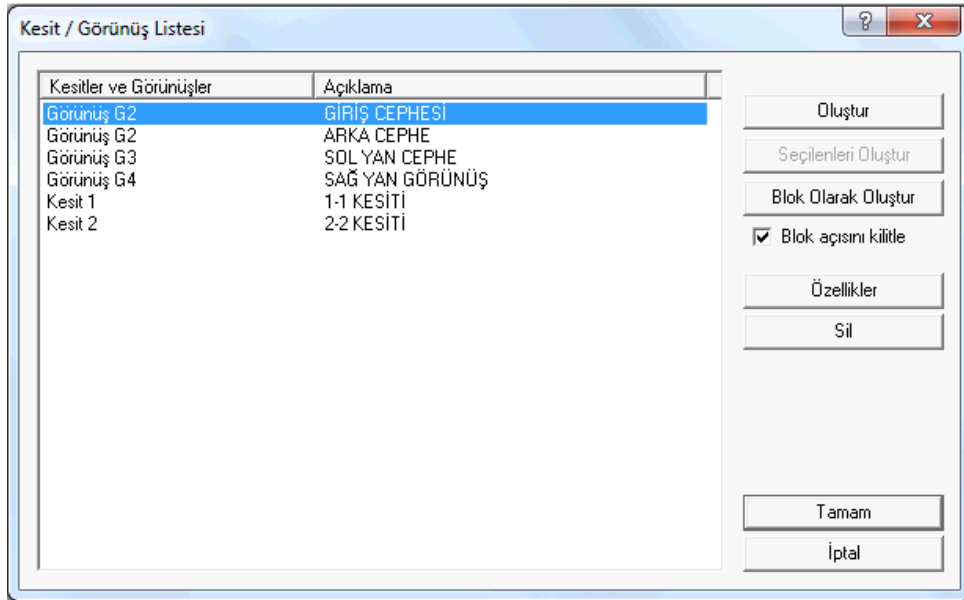 Kesit / Görünüş Listesi
?
Kesitler ve Görünüşler Açıklama
Görünüş G2 GİRİŞ CEPHESİ
Görünüş G2 ARKA CEPHE
Görünüş G3 SOL YAN CEPHE
Görünüş G4 SAĞ YAN GÖRÜNÜŞ
Kesit 1 1-1 KESİTİ
Kesit 2 2-2 KESİTİ
Oluştur
Seçilenleri Oluştur
Blok Olarak Oluştur
Blok açısını kilitle
Özellikler
Sil
Tamam
İptal